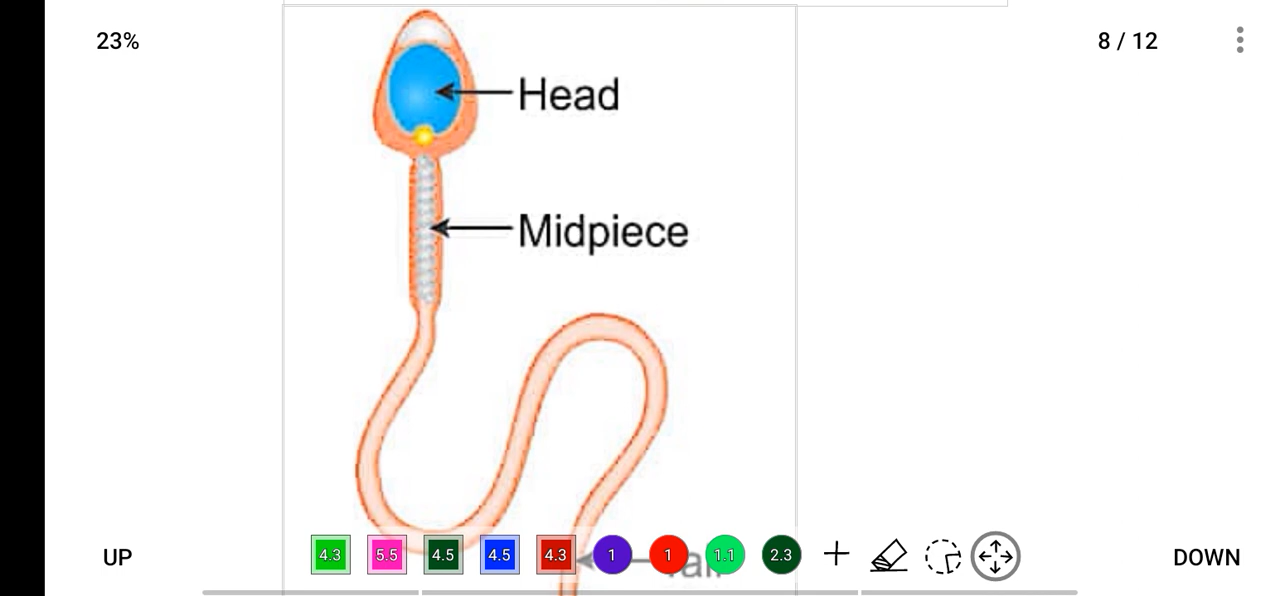 23%
8 / 12
Head
Midpiece
4.3 5.5 4.5 4.5 4.3 1 1 1.1 2.3
Tail
UP
DOWN